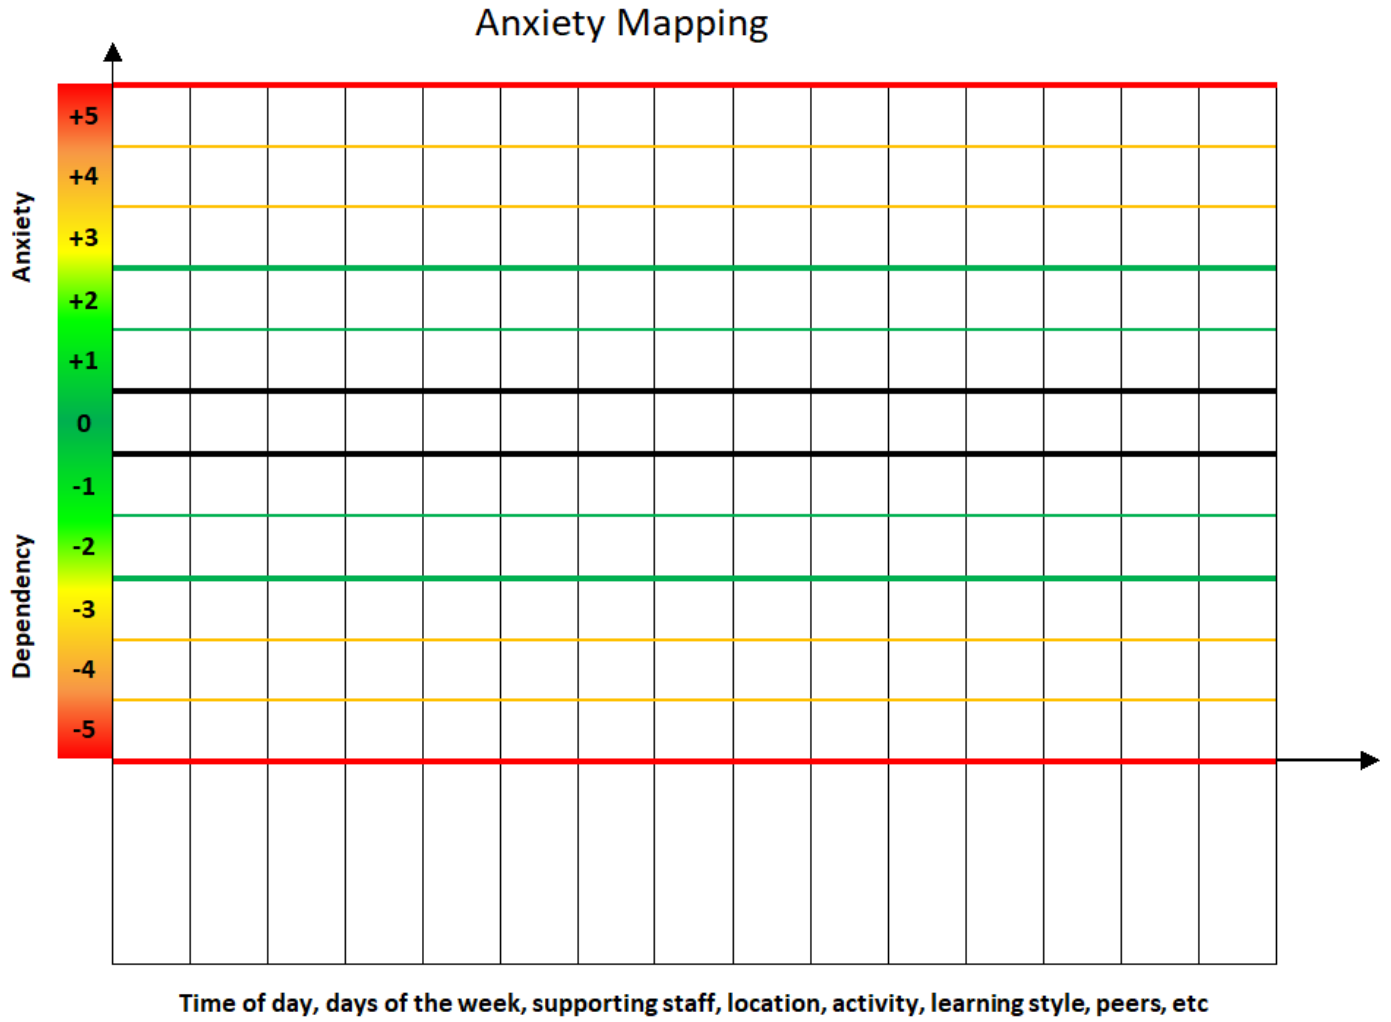 Anxiety Mapping
Anxiety
Dependency
+5
+4
+3
+2
+1
0
-1
-2
-3
-4
-5
Time of day, days of the week, supporting staff, location, activity, learning style, peers, etc